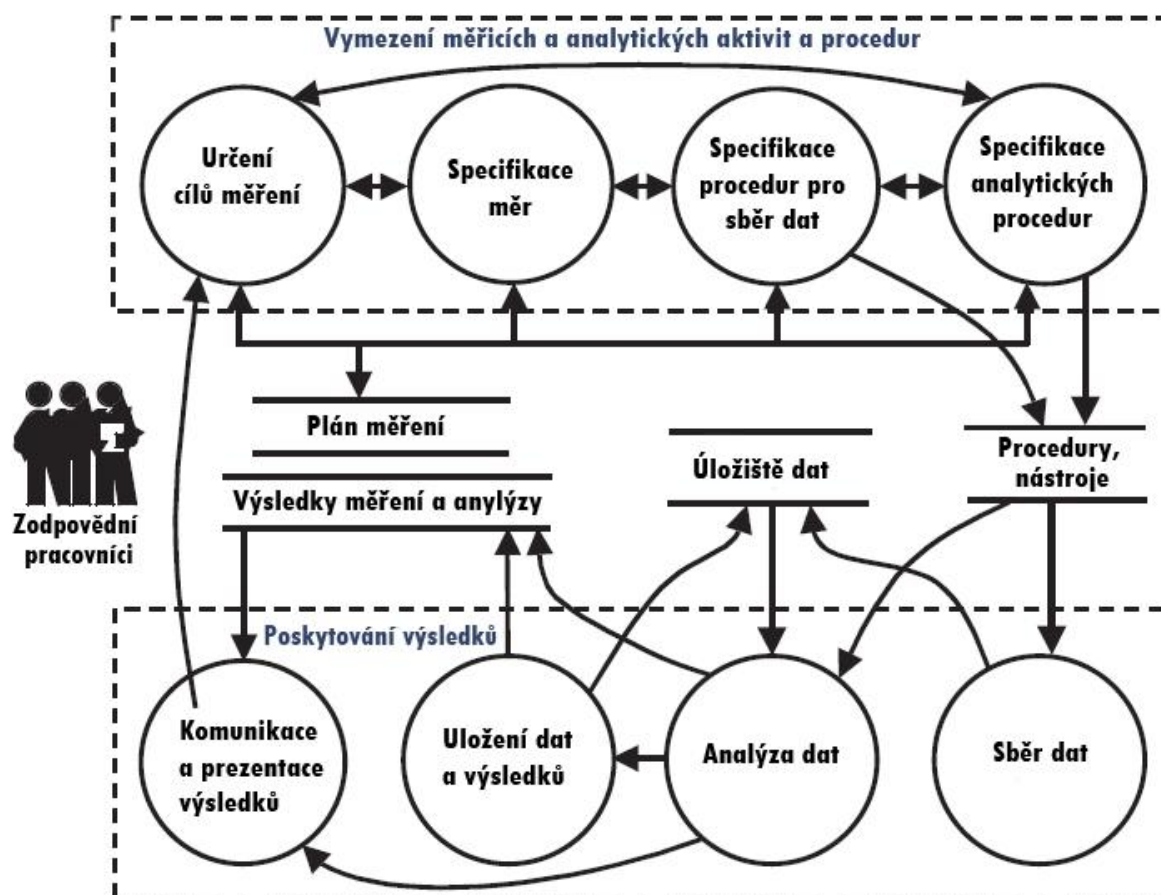 Vymezení měřicích a analytických aktivit a procedur
Určení
cílů měření
Specifikace
měr
Specifikace
procedur pro
sběr dat
Specifikace
analytických
procedur
Plán měření
Výsledky měření a anylýzy
Úložiště dat
Procedury,
nástroje
Zodpovědní
pracovníci
Poskytování výsledků
Komunikace
a prezentace
výsledků
Uložení dat
a výsledků
Analýza dat
Sběr dat